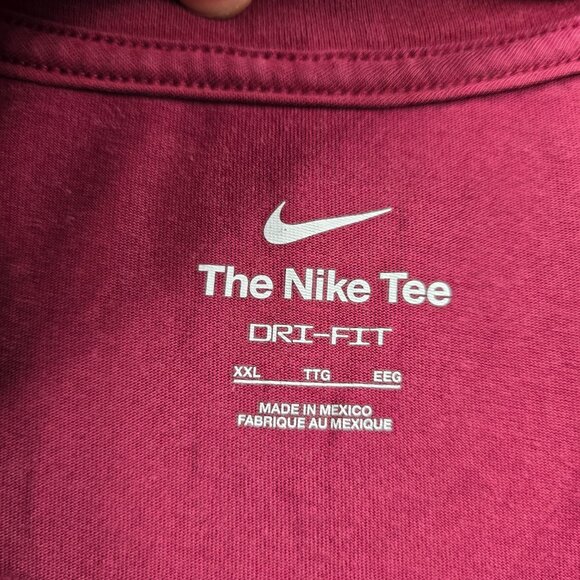 The Nike Tee
DRI-FIT
XXL TTG EEG
MADE IN MEXICO
FABRIQUE AU MEXIQUE